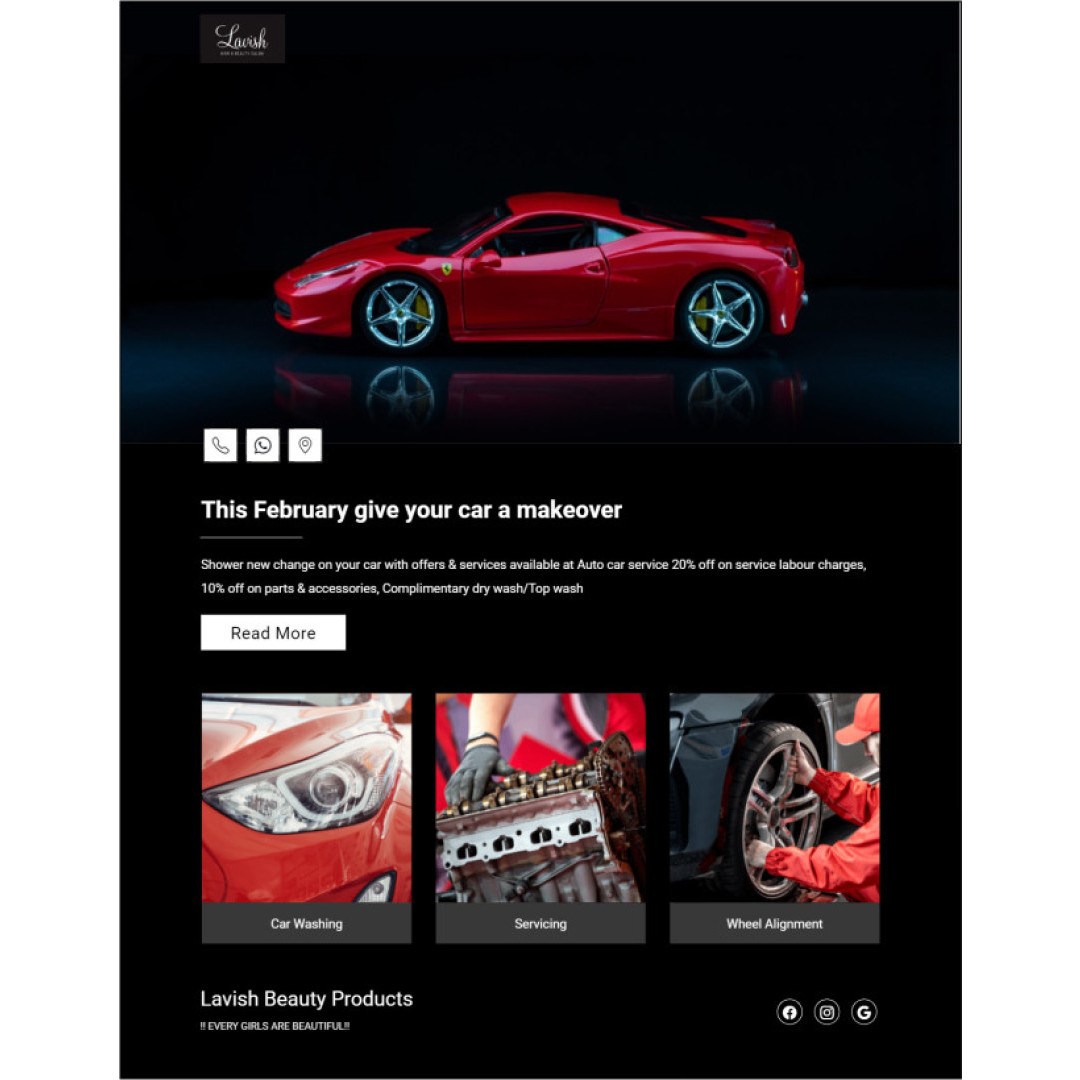 Lavish
HAIR & BEAUTY SALON
This February give your car a makeover
Shower new change on your car with offers & services available at Auto car service 20% off on service labour charges,
10% off on parts & accessories, Complimentary dry wash/Top wash
Read More
Car Washing
Servicing
Wheel Alignment
Lavish Beauty Products
!! EVERY GIRLS ARE BEAUTIFUL!!